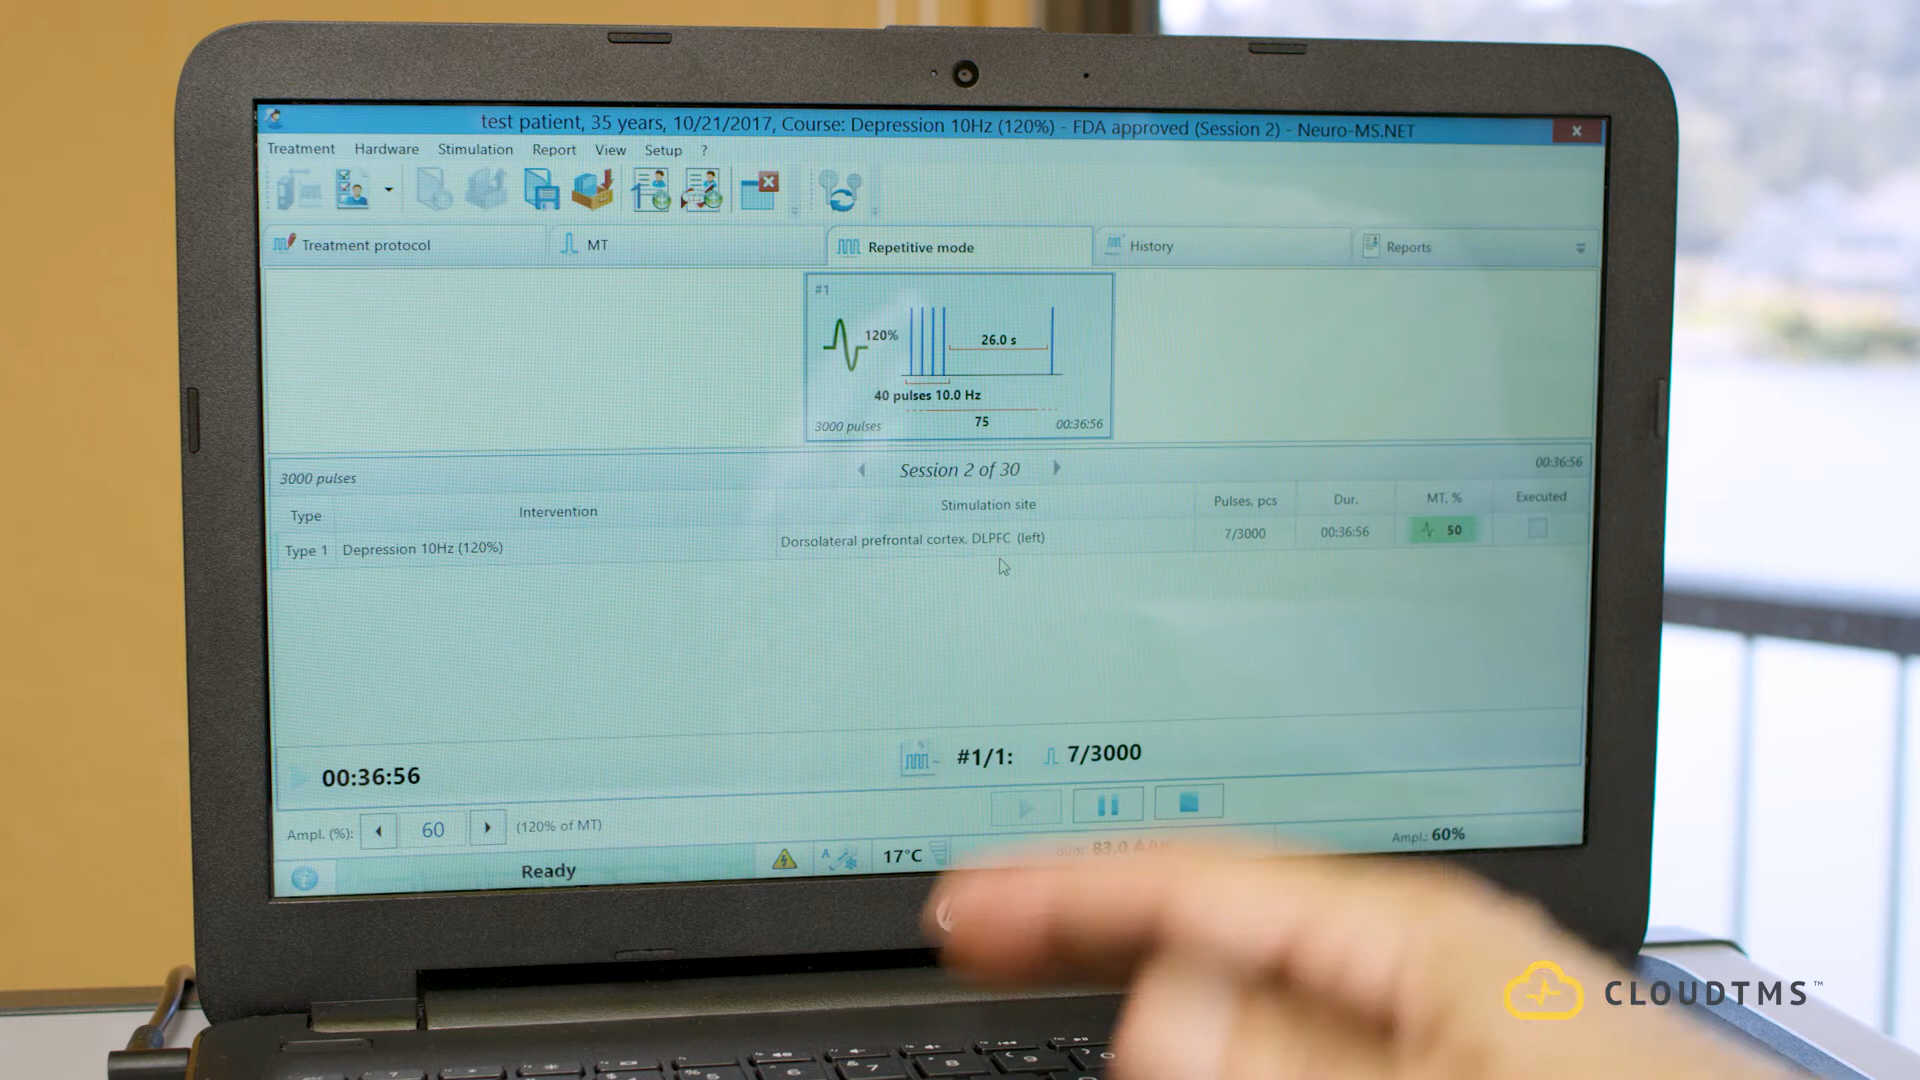 test patient, 35 years, 10/21/2017, Course: Depression 10Hz (120%) - FDA approved (Session 2) - Neuro-MS.NET
Treatment Hardware Stimulation Report View Setup ?
Treatment protocol MT Repetitive mode History Reports
#1
120%
26.0 s
40 pulses 10.0 Hz
3000 pulses 75 00:36:56
3000 pulses Session 2 of 30 00:36:56
Type Intervention Stimulation site Pulses, pcs Dur. MT, % Executed
Type 1 Depression 10Hz (120%) Dorsolateral prefrontal cortex. DLPFC (left) 7/3000 00:36:56 50
00:36:56 #1/1: 7/3000
Ampl. (%): 60 (120% of MT)
Ready 17°C 83.0 Ampl.: 60%
CLOUDTMS™